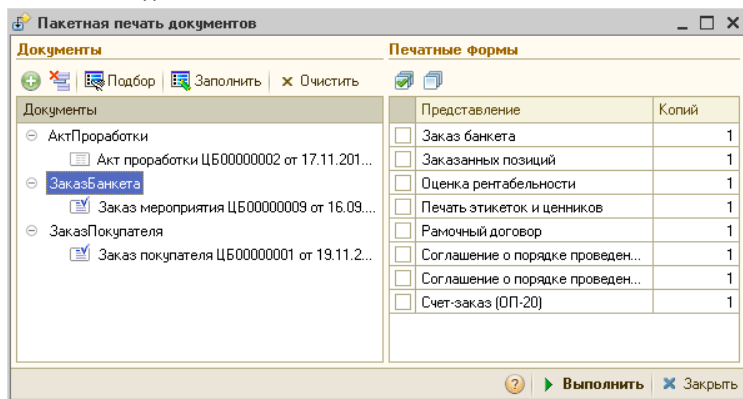 Пакетная печать документов
Документы
Печатные формы
Подбор Заполнить Очистить
Документы
АктПроработки
Акт проработки ЦБ00000002 от 17.11.201...
ЗаказБанкета
Заказ мероприятия ЦБ00000009 от 16.09....
ЗаказПокупателя
Заказ покупателя ЦБ00000001 от 19.11.2...
Представление Копий
Заказ банкета 1
Заказанных позиций 1
Оценка рентабельности 1
Печать этикеток и ценников 1
Рамочный договор 1
Соглашение о порядке проведен... 1
Соглашение о порядке проведен... 1
Счет-заказ (ОП-20) 1
? Выполнить Закрыть